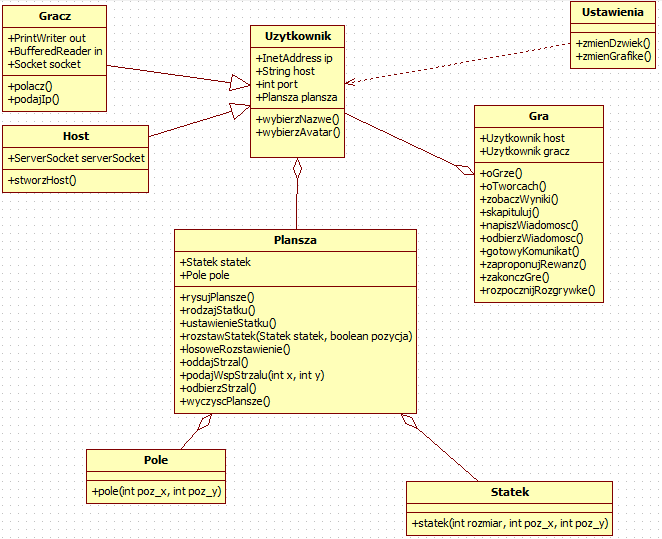 Gracz
+PrintWriter out
+BufferedReader in
+Socket socket
+polacz()
+podajIp()
Uzytkownik
+InetAddress ip
+String host
+int port
+Plansza plansza
+wybierzNazwe()
+wybierzAvatar()
Ustawienia
+zmienDzwiek()
+zmienGrafike()
Host
+ServerSocket serverSocket
+stworzHost()
Gra
+Uzytkownik host
+Uzytkownik gracz
+oGrze()
+oTworcach()
+zobaczWyniki()
+skapituluj()
+napiszWiadomosc()
+odbierzWiadomosc()
+gotowyKomunikat()
+zaproponujRewanz()
+zakonczGre()
+rozpocznijRozgrywke()
Plansza
+Statek statek
+Pole pole
+rysujPlansze()
+rodzajStatku()
+ustawienieStatku()
+rozstawStatek(Statek statek, boolean pozycja)
+losoweRozstawienie()
+oddajStrzal()
+podajWspStrzalu(int x, int y)
+odbierzStrzal()
+wyczyscPlansze()
Pole
+pole(int poz_x, int poz_y)
Statek
+statek(int rozmiar, int poz_x, int poz_y)